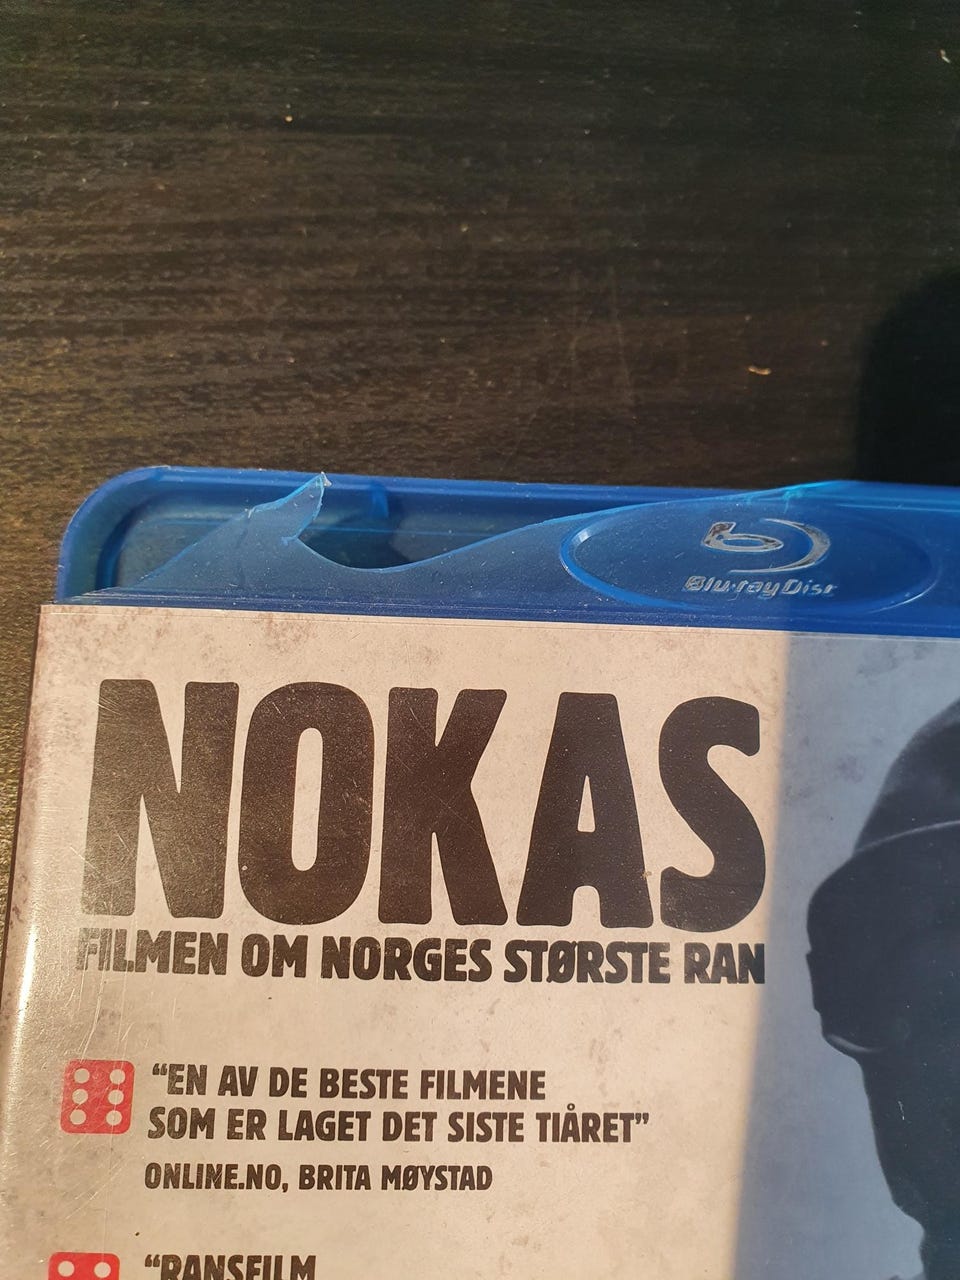 Blu-ray Disc
NOKAS
FILMEN OM NORGES STØRSTE RAN
“EN AV DE BESTE FILMENE
SOM ER LAGET DET SISTE TIÅRET”
ONLINE.NO, BRITA MØYSTAD
“RANSFILM